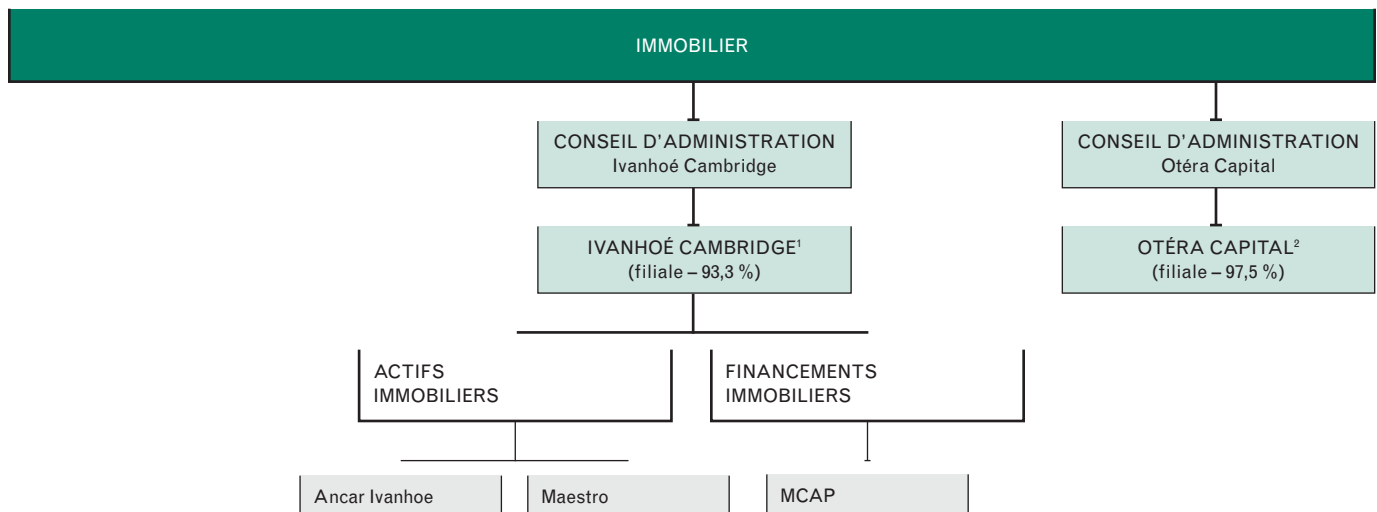 IMMOBILIER
CONSEIL D'ADMINISTRATION
Ivanhoé Cambridge
CONSEIL D'ADMINISTRATION
Otéra Capital
IVANHOÉ CAMBRIDGE¹
(filiale – 93,3 %)
OTÉRA CAPITAL²
(filiale – 97,5 %)
ACTIFS
IMMOBILIERS
FINANCEMENTS
IMMOBILIERS
Ancar Ivanhoe
Maestro
MCAP